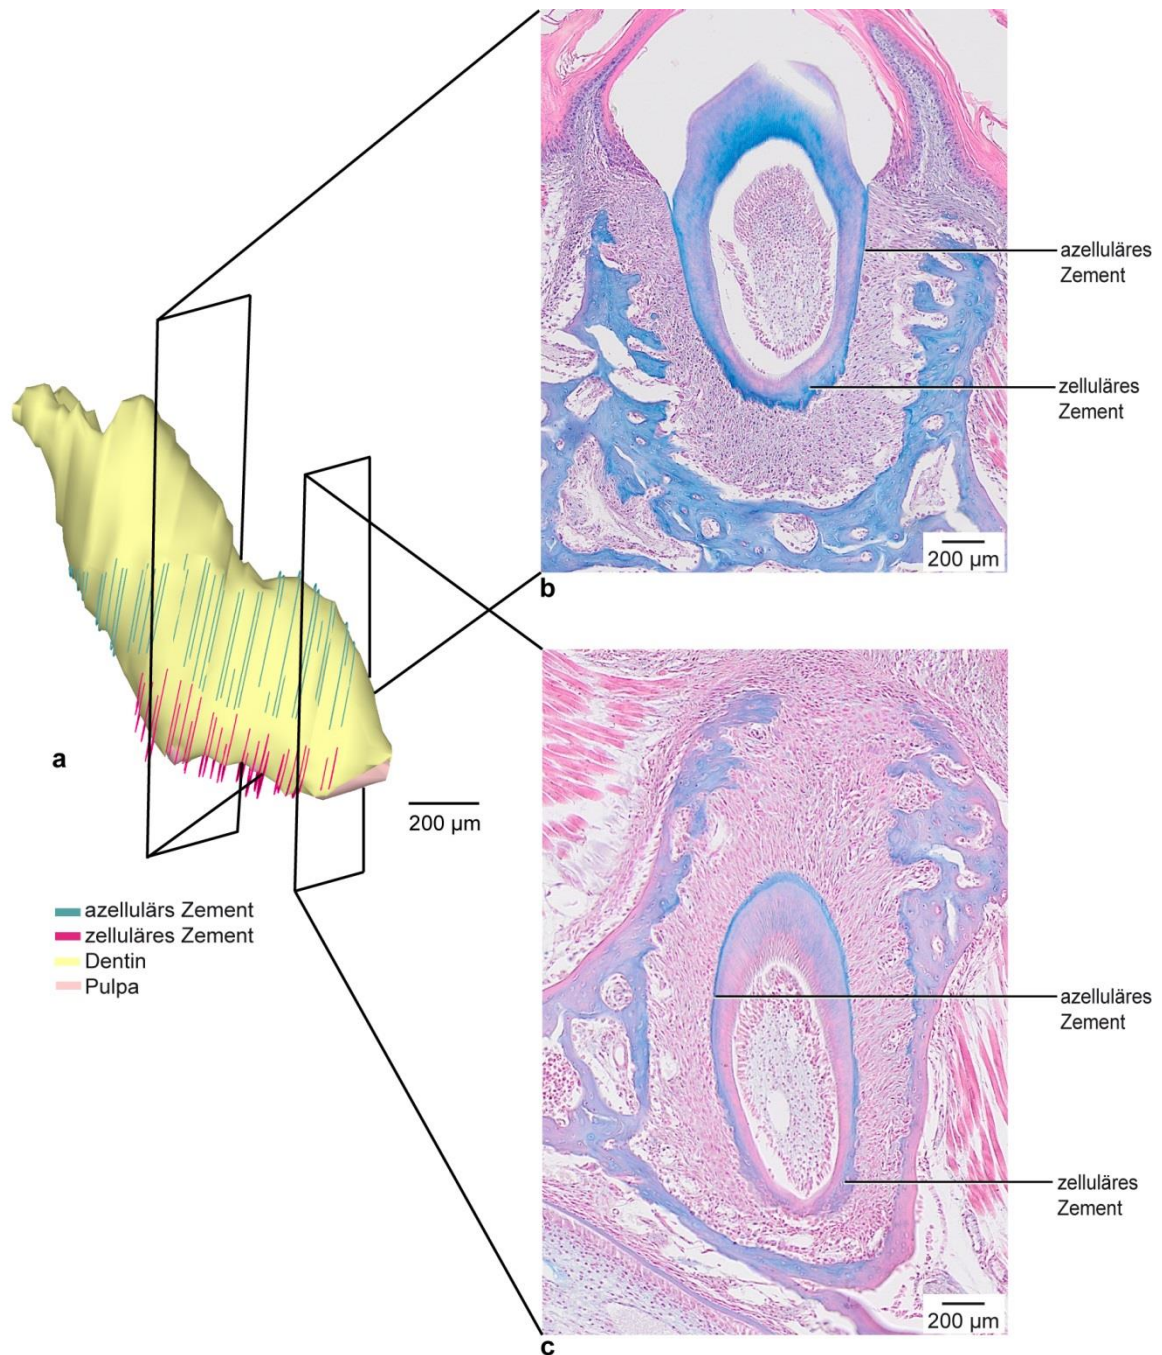 azelluläres
Zement
zelluläres
Zement
200 µm
b
a
200 µm
azellulärs Zement
zelluläres Zement
Dentin
Pulpa
azelluläres
Zement
zelluläres
Zement
200 µm
c